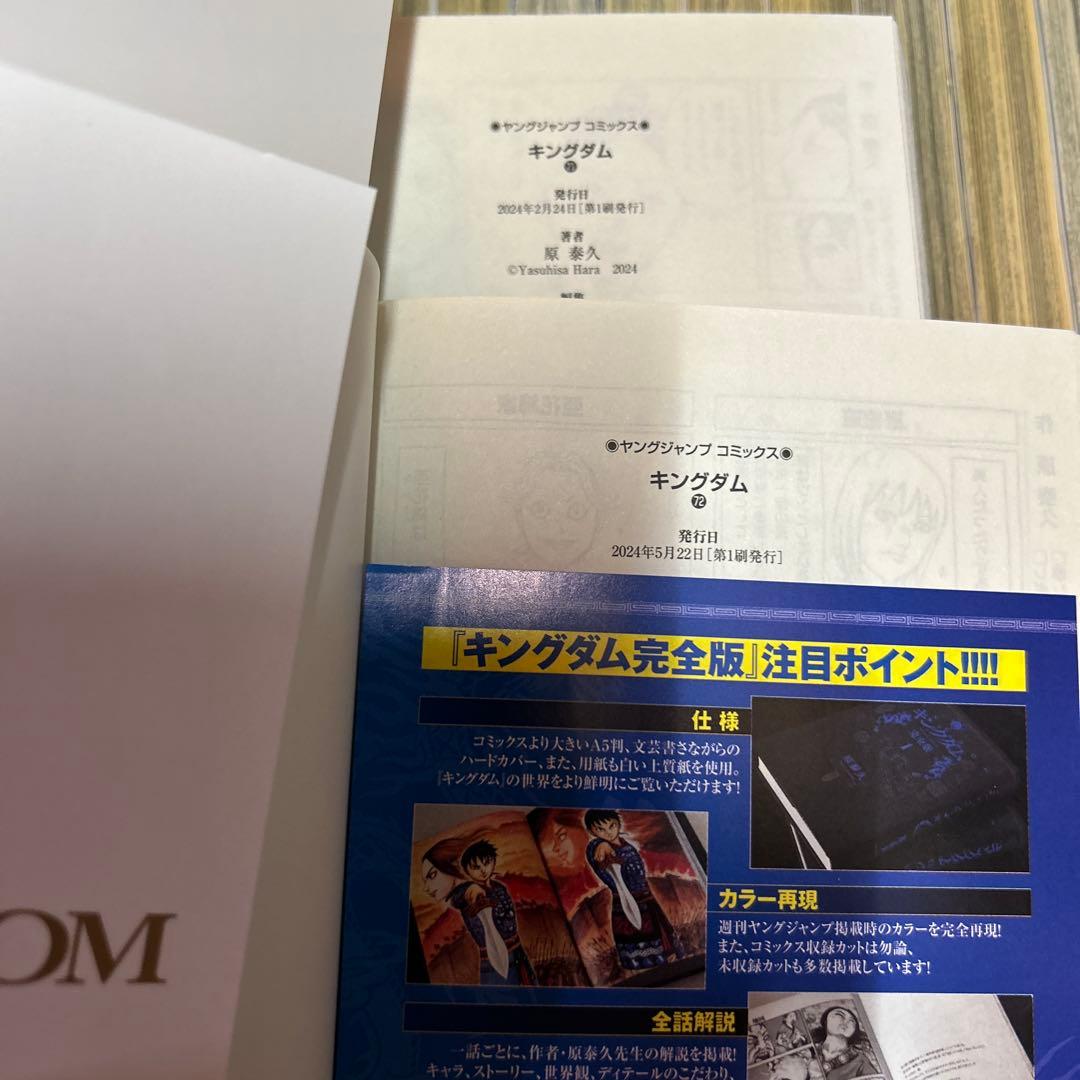 ◉ヤングジャンプ コミックス◉
キングダム
71
発行日
2024年2月24日[第1刷発行]
著者
原 泰久
©Yasuhisa Hara 2024
◉ヤングジャンプ コミックス◉
キングダム
72
発行日
2024年5月22日[第1刷発行]
『キングダム完全版』注目ポイント!!!!
仕様
コミックスより大きいA5判、文芸書さながらの
ハードカバー、また、用紙も白い上質紙を使用。
『キングダム』の世界をより鮮明にご覧いただけます!
カラー再現
週刊ヤングジャンプ掲載時のカラーを完全再現!
また、コミックス収録カットは勿論、
未収録カットも多数掲載しています!
全話解説
一話ごとに、作者・原泰久先生の解説を掲載!
キャラ、ストーリー、世界観、ディテールのこだわり、
OM